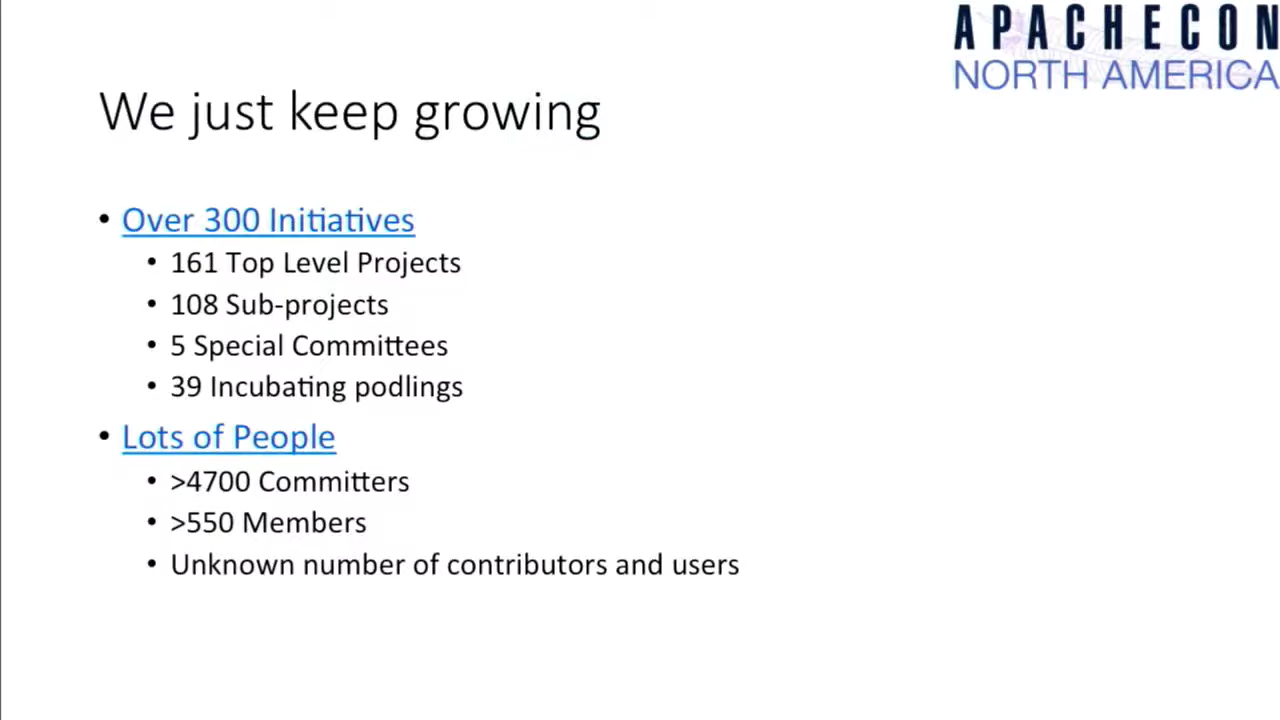 APACHECON
NORTH AMERICA
We just keep growing
• Over 300 Initiatives
• 161 Top Level Projects
• 108 Sub-projects
• 5 Special Committees
• 39 Incubating podlings
• Lots of People
• >4700 Committers
• >550 Members
• Unknown number of contributors and users